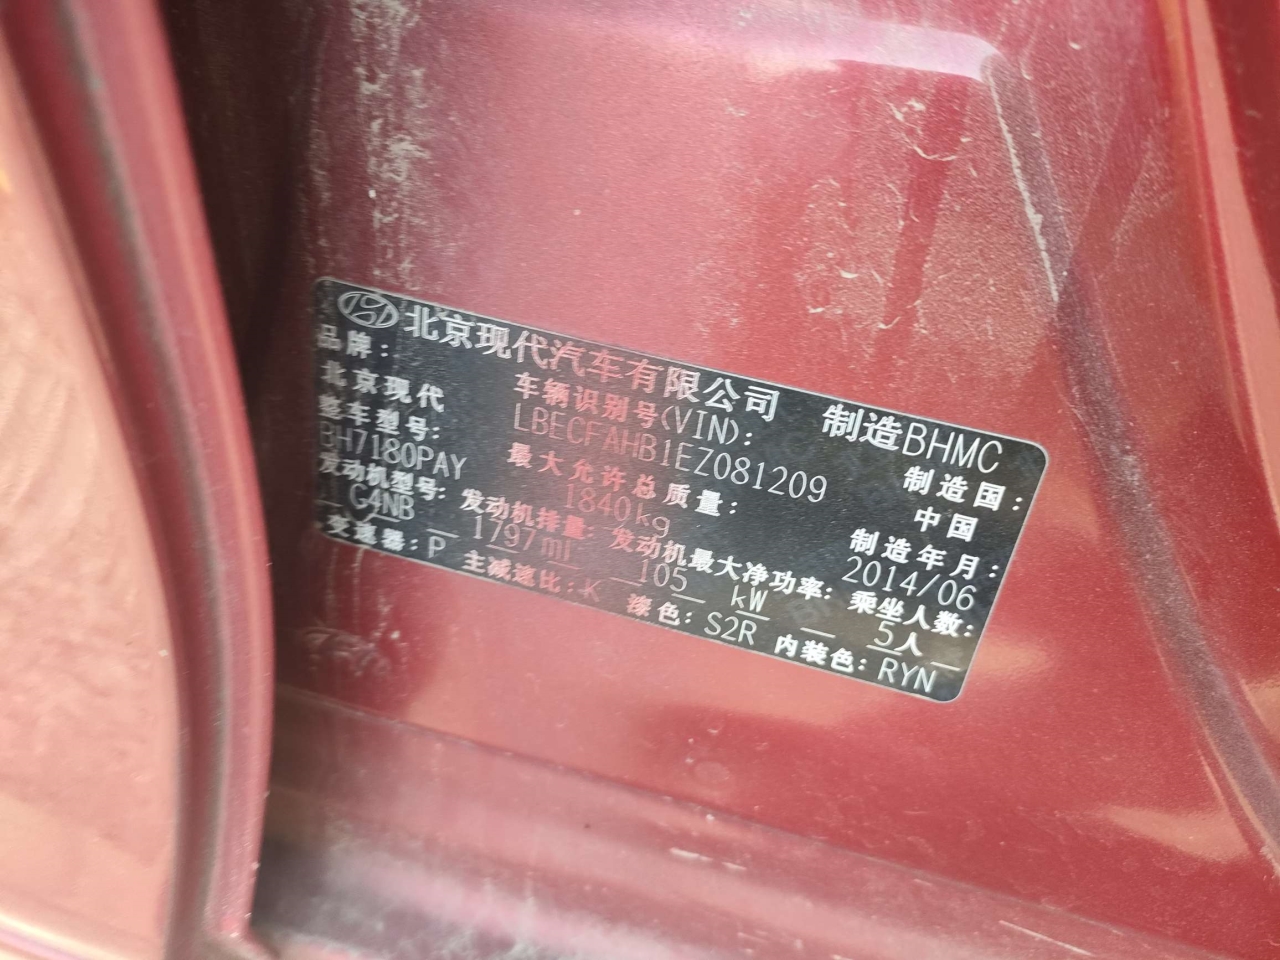 北京现代汽车有限公司 制造BHMC
品牌: 车辆识别号(VIN): 制造国:
北京现代 LBECFAHB1EZ081209 中国
整车型号: 最大允许总质量: 制造年月:
BH7180PAY 1840kg 2014/06
发动机型号: 发动机排量: 发动机最大净功率: 乘坐人数:
G4NB 1797mL 105 kW 5人
变速器: P 主减速比: K 漆色: S2R 内装色: RYN